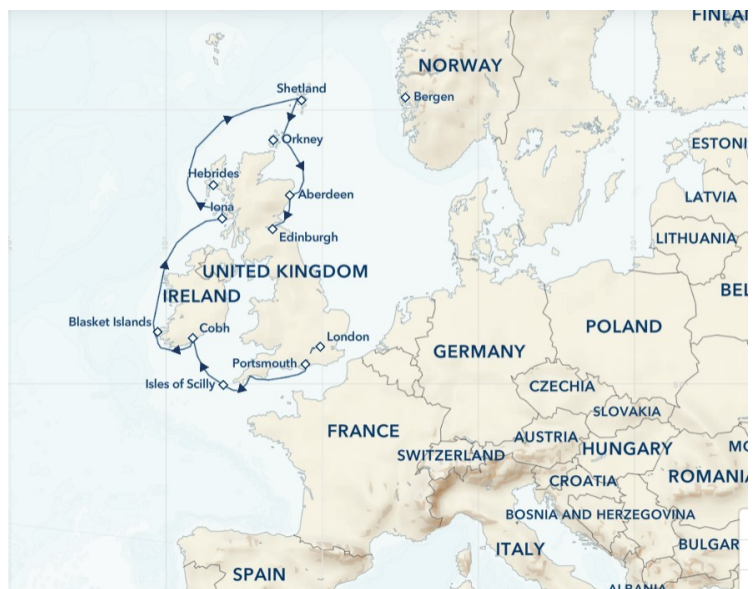 FINLA
NORWAY
Shetland
Bergen
Orkney
ESTONI
Hebrides
Aberdeen
LATVIA
Iona
Edinburgh
LITHUANIA
UNITED KINGDOM
BEL
IRELAND
Blasket Islands
Cobh
POLAND
London
GERMANY
Portsmouth
Isles of Scilly
CZECHIA
SLOVAKIA
FRANCE
AUSTRIA
HUNGARY
MO
SWITZERLAND
ROMANIA
CROATIA
BOSNIA AND HERZEGOVINA
ITALY
BULGAR
SPAIN
ALBANIA